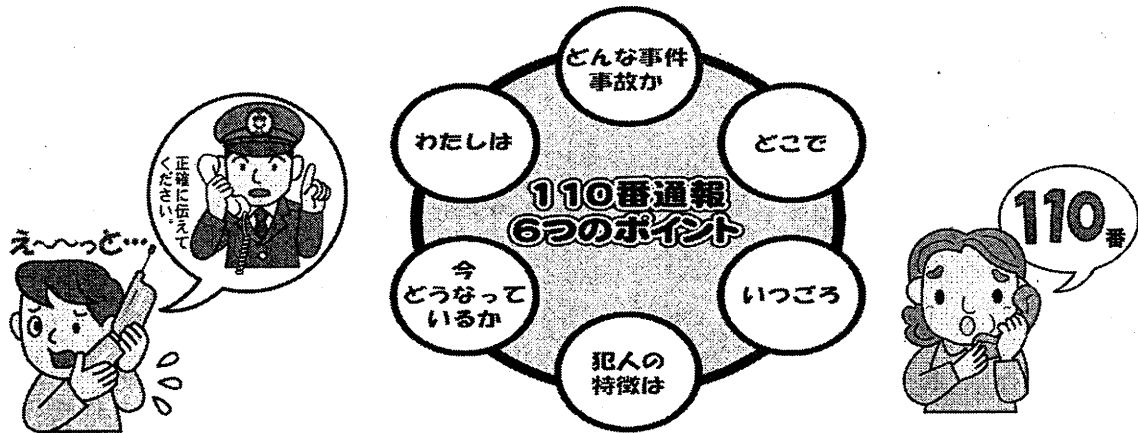 どんな事件
事故か
わたしは
どこで
110番通報
6つのポイント
今
どうなって
いるか
いつごろ
犯人の
特徴は
正確に伝えて
ください。
え～～っと…
110番